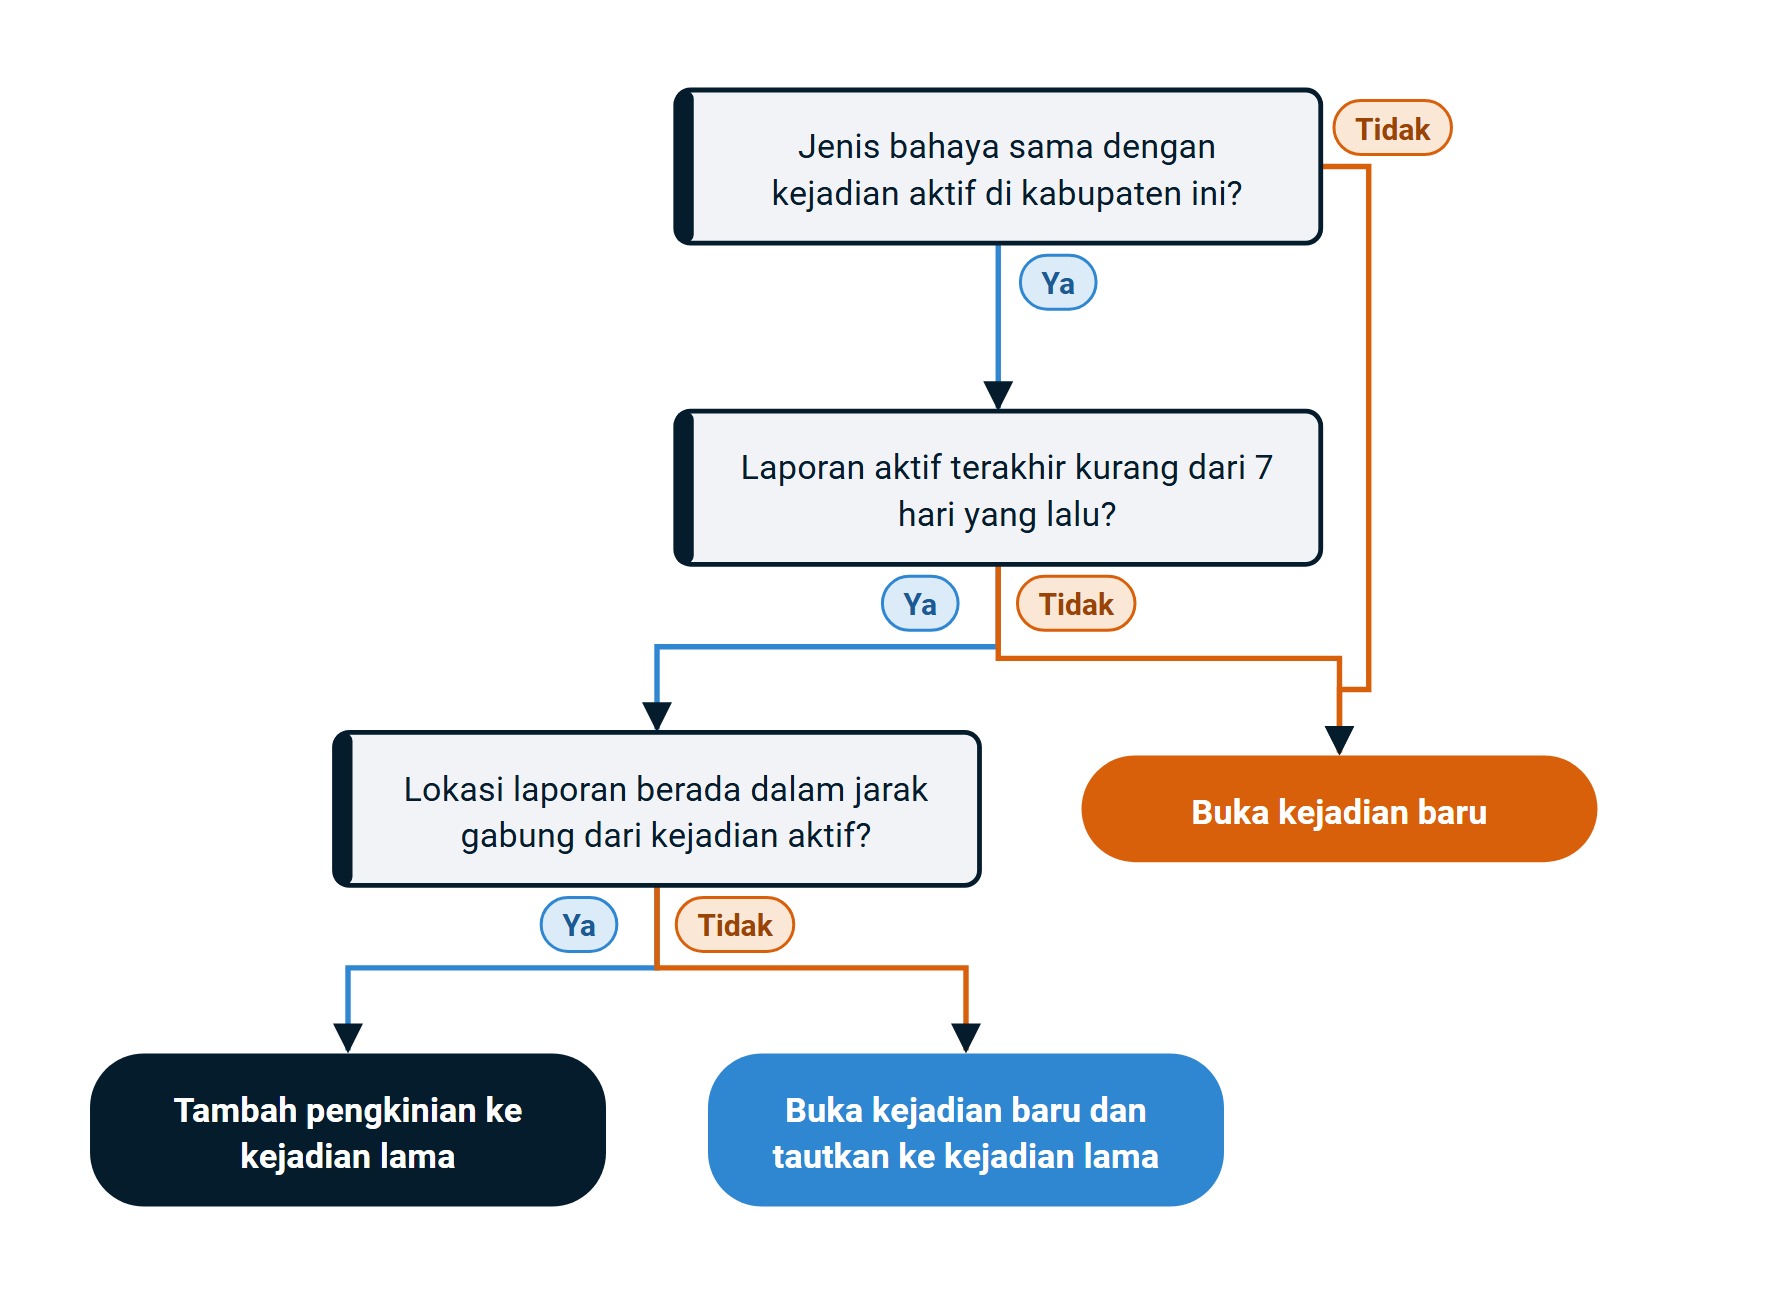 Jenis bahaya sama dengan
kejadian aktif di kabupaten ini?
Tidak
Ya
Laporan aktif terakhir kurang dari 7
hari yang lalu?
Ya
Tidak
Lokasi laporan berada dalam jarak
gabung dari kejadian aktif?
Buka kejadian baru
Ya
Tidak
Tambah pengkinian ke
kejadian lama
Buka kejadian baru dan
tautkan ke kejadian lama